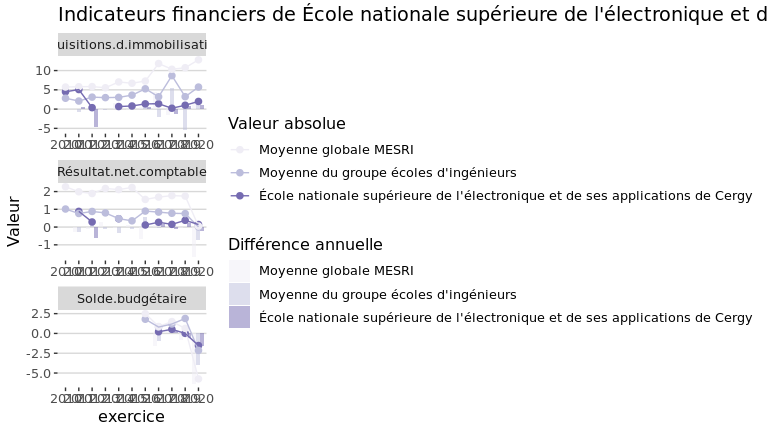 Indicateurs financiers de École nationale supérieure de l'électronique et d
uisitions.d.immobilisati
10
5
0
-5
Résultat.net.comptable
2
1
0
-1
Solde.budgétaire
2.5
0.0
-2.5
-5.0
exercice
Valeur
Valeur absolue
Moyenne globale MESRI
Moyenne du groupe écoles d'ingénieurs
École nationale supérieure de l'électronique et de ses applications de Cergy
Différence annuelle
Moyenne globale MESRI
Moyenne du groupe écoles d'ingénieurs
École nationale supérieure de l'électronique et de ses applications de Cergy